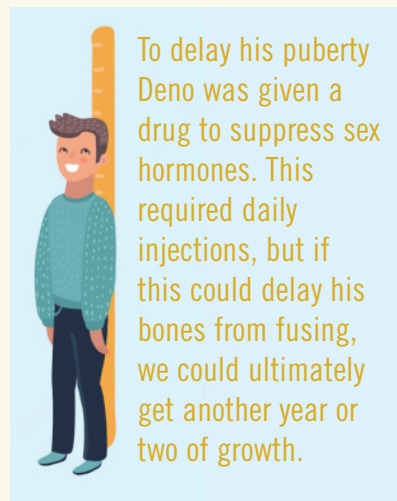 To delay his puberty
Deno was given a
drug to suppress sex
hormones. This
required daily
injections, but if
this could delay his
bones from fusing,
we could ultimately
get another year or
two of growth.